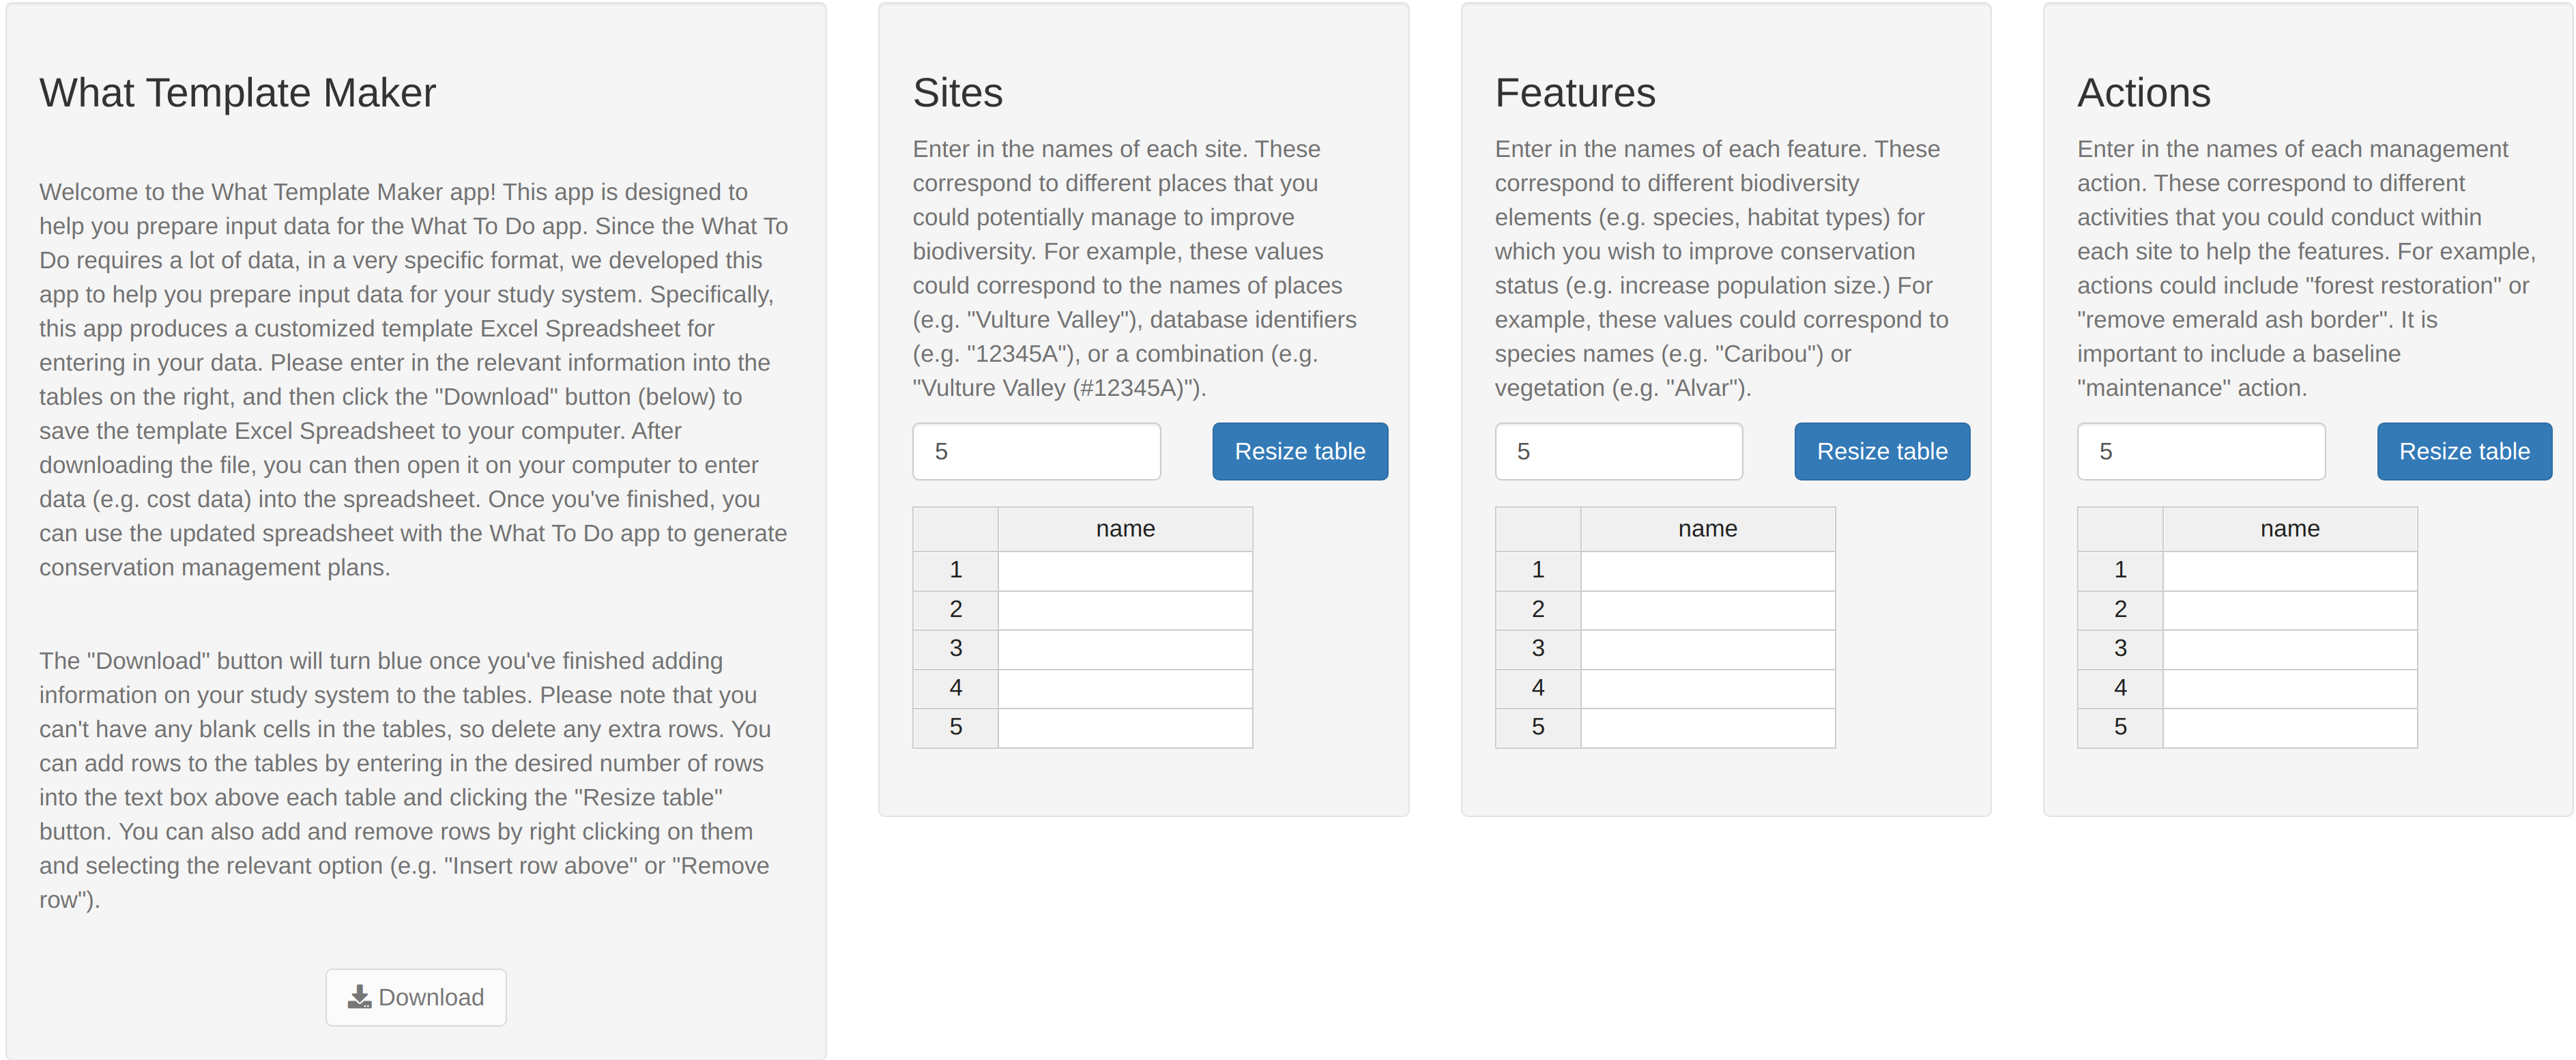 What Template Maker
Welcome to the What Template Maker app! This app is designed to
help you prepare input data for the What To Do app. Since the What To
Do requires a lot of data, in a very specific format, we developed this
app to help you prepare input data for your study system. Specifically,
this app produces a customized template Excel Spreadsheet for
entering in your data. Please enter in the relevant information into the
tables on the right, and then click the "Download" button (below) to
save the template Excel Spreadsheet to your computer. After
downloading the file, you can then open it on your computer to enter
data (e.g. cost data) into the spreadsheet. Once you've finished, you
can use the updated spreadsheet with the What To Do app to generate
conservation management plans.
The "Download" button will turn blue once you've finished adding
information on your study system to the tables. Please note that you
can't have any blank cells in the tables, so delete any extra rows. You
can add rows to the tables by entering in the desired number of rows
into the text box above each table and clicking the "Resize table"
button. You can also add and remove rows by right clicking on them
and selecting the relevant option (e.g. "Insert row above" or "Remove
row").
Download
Sites
Enter in the names of each site. These
correspond to different places that you
could potentially manage to improve
biodiversity. For example, these values
could correspond to the names of places
(e.g. "Vulture Valley"), database identifiers
(e.g. "12345A"), or a combination (e.g.
"Vulture Valley (#12345A)").
5 Resize table
name
1
2
3
4
5
Features
Enter in the names of each feature. These
correspond to different biodiversity
elements (e.g. species, habitat types) for
which you wish to improve conservation
status (e.g. increase population size.) For
example, these values could correspond to
species names (e.g. "Caribou") or
vegetation (e.g. "Alvar").
5 Resize table
name
1
2
3
4
5
Actions
Enter in the names of each management
action. These correspond to different
activities that you could conduct within
each site to help the features. For example,
actions could include "forest restoration" or
"remove emerald ash border". It is
important to include a baseline
"maintenance" action.
5 Resize table
name
1
2
3
4
5